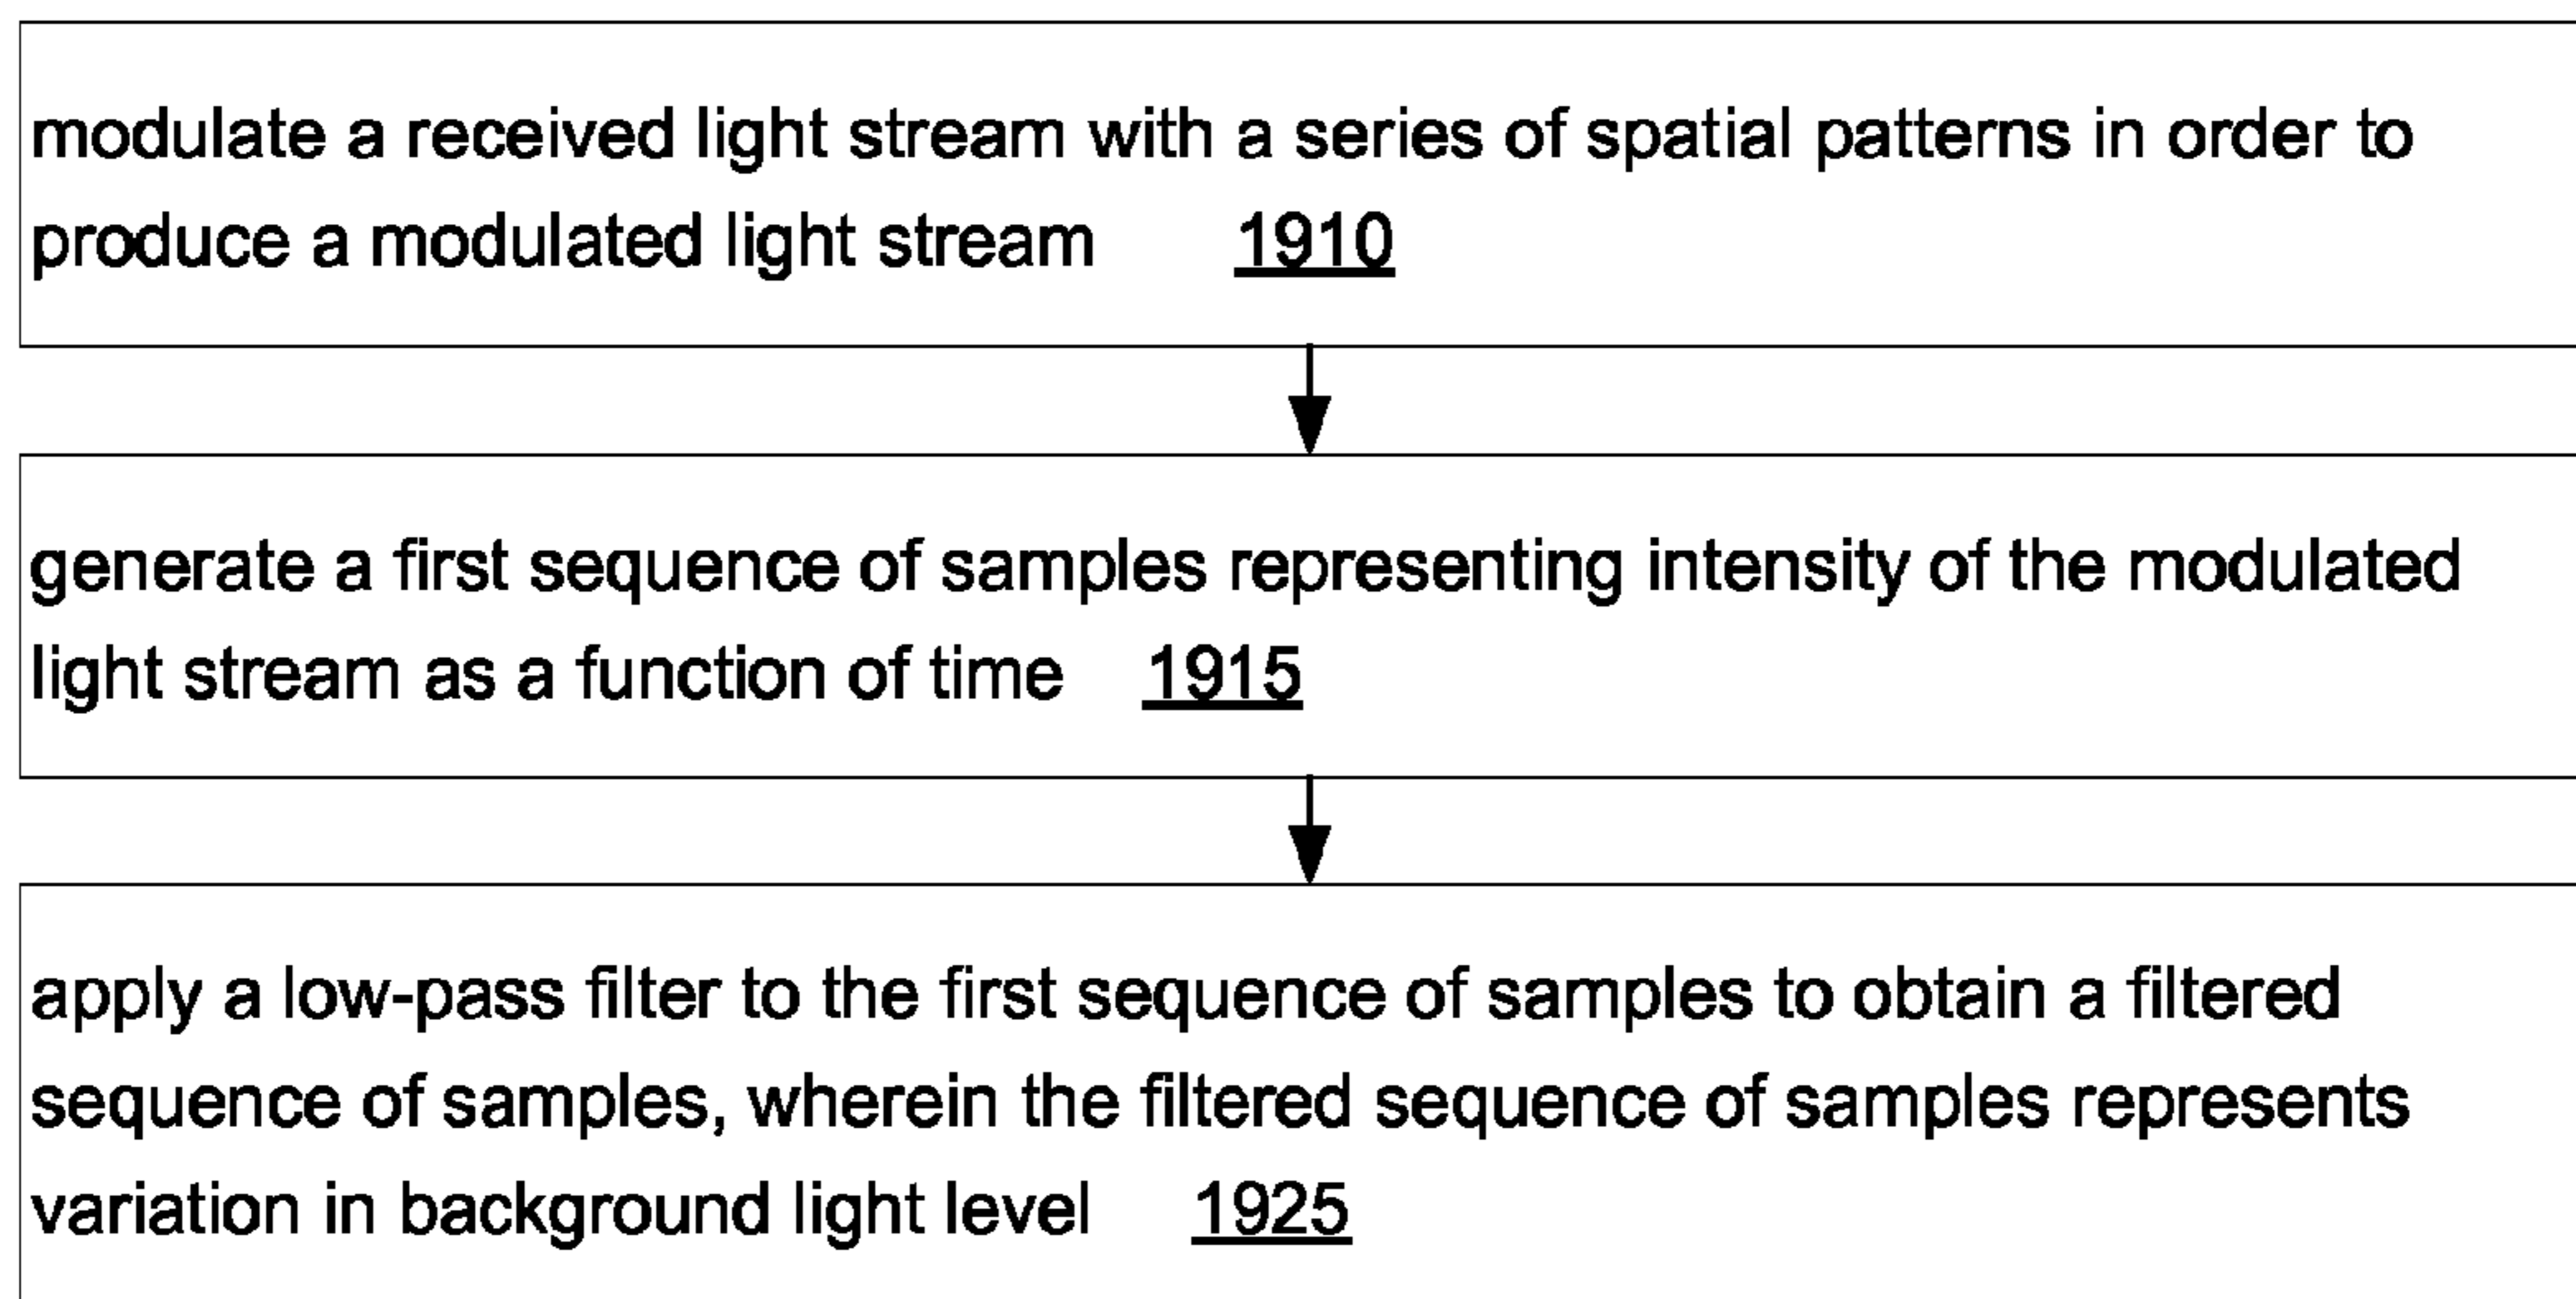 modulate a received light stream with a series of spatial patterns in order to
produce a modulated light stream 1910
generate a first sequence of samples representing intensity of the modulated
light stream as a function of time 1915
apply a low-pass filter to the first sequence of samples to obtain a filtered
sequence of samples, wherein the filtered sequence of samples represents
variation in background light level 1925